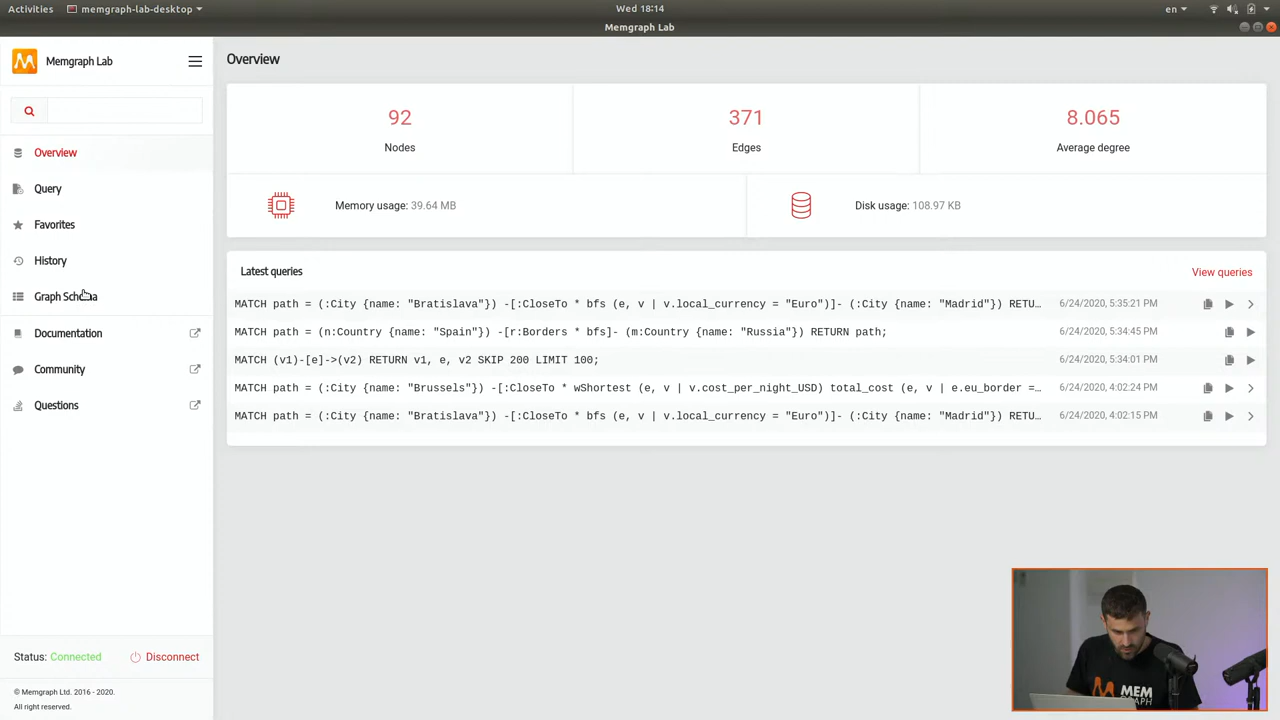 Activities memgraph-lab-desktop Wed 18:14 en
Memgraph Lab
Memgraph Lab
Overview
Query
Favorites
History
Graph Schema
Documentation
Community
Questions
Status: Connected Disconnect
© Memgraph Ltd. 2016 - 2020.
All right reserved.
Overview
92 371 8.065
Nodes Edges Average degree
Memory usage: 39.64 MB Disk usage: 108.97 KB
Latest queries View queries
MATCH path = (:City {name: "Bratislava"}) -[:CloseTo * bfs (e, v | v.local_currency = "Euro")]- (:City {name: "Madrid"}) RETU… 6/24/2020, 5:35:21 PM
MATCH path = (n:Country {name: "Spain"}) -[r:Borders * bfs]- (m:Country {name: "Russia"}) RETURN path; 6/24/2020, 5:34:45 PM
MATCH (v1)-[e]->(v2) RETURN v1, e, v2 SKIP 200 LIMIT 100; 6/24/2020, 5:34:01 PM
MATCH path = (:City {name: "Brussels"}) -[:CloseTo * wShortest (e, v | v.cost_per_night_USD) total_cost (e, v | e.eu_border =… 6/24/2020, 4:02:24 PM
MATCH path = (:City {name: "Bratislava"}) -[:CloseTo * bfs (e, v | v.local_currency = "Euro")]- (:City {name: "Madrid"}) RETU… 6/24/2020, 4:02:15 PM
MEM
GRAPH